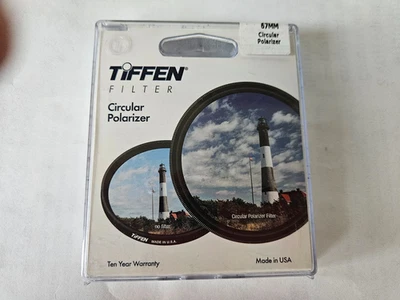 67MM
Circular
Polarizer
TiFFEN®
FILTER
Circular
Polarizer
no filter
Circular Polarizer Filter
TIFFEN
MADE IN U.S.A.
Ten Year Warranty
Made in USA